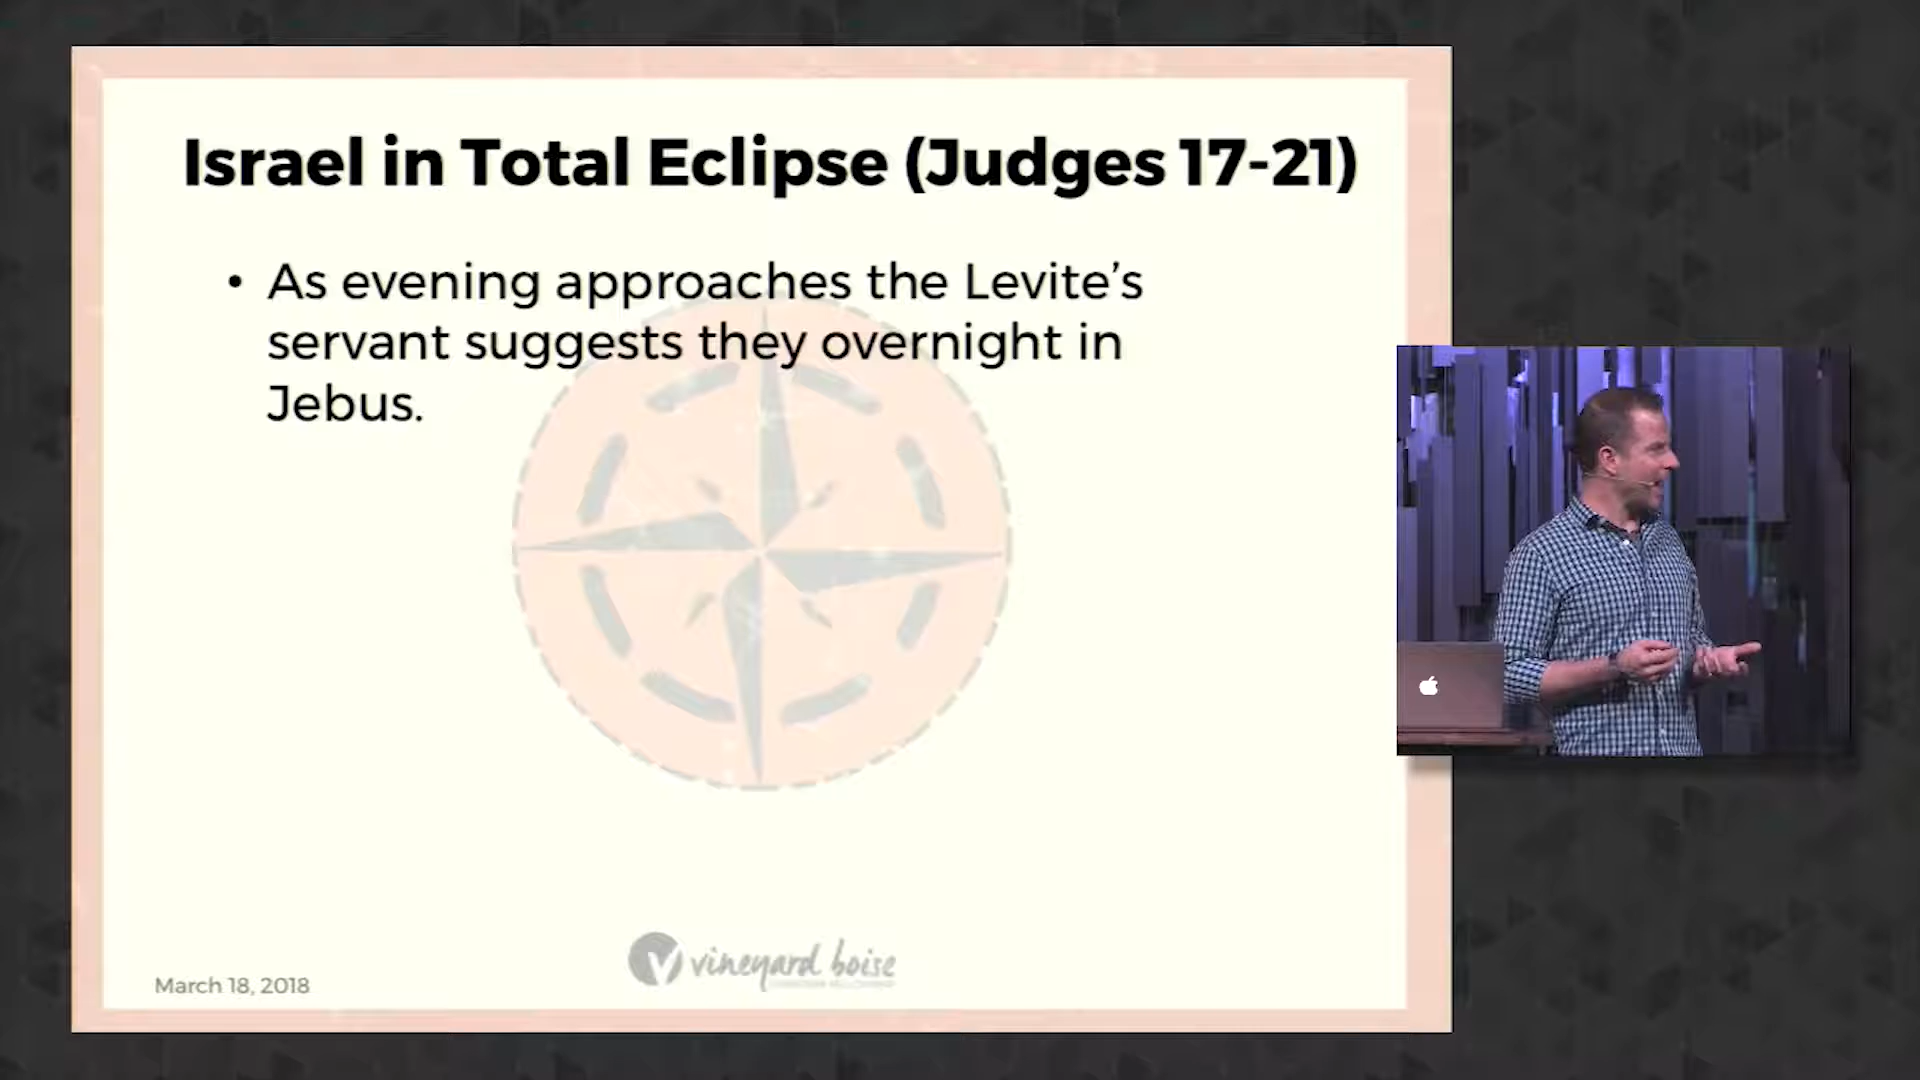 Israel in Total Eclipse (Judges 17-21)
• As evening approaches the Levite’s
servant suggests they overnight in
Jebus.
March 18, 2018
vineyard boise